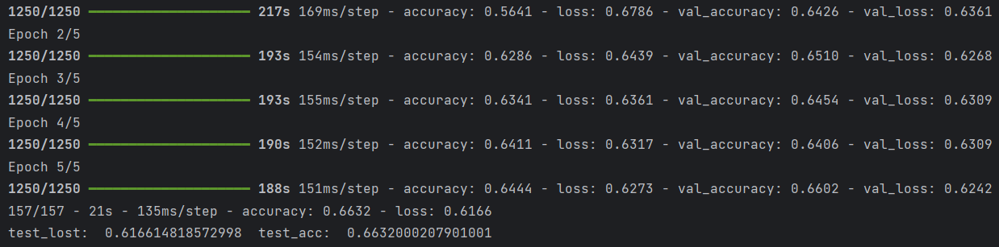 1250/1250 ━━━━━━━━━━━━━━━━━━━━ 217s 169ms/step - accuracy: 0.5641 - loss: 0.6786 - val_accuracy: 0.6426 - val_loss: 0.6361
Epoch 2/5
1250/1250 ━━━━━━━━━━━━━━━━━━━━ 193s 154ms/step - accuracy: 0.6286 - loss: 0.6439 - val_accuracy: 0.6510 - val_loss: 0.6268
Epoch 3/5
1250/1250 ━━━━━━━━━━━━━━━━━━━━ 193s 155ms/step - accuracy: 0.6341 - loss: 0.6361 - val_accuracy: 0.6454 - val_loss: 0.6309
Epoch 4/5
1250/1250 ━━━━━━━━━━━━━━━━━━━━ 190s 152ms/step - accuracy: 0.6411 - loss: 0.6317 - val_accuracy: 0.6406 - val_loss: 0.6309
Epoch 5/5
1250/1250 ━━━━━━━━━━━━━━━━━━━━ 188s 151ms/step - accuracy: 0.6444 - loss: 0.6273 - val_accuracy: 0.6602 - val_loss: 0.6242
157/157 - 21s - 135ms/step - accuracy: 0.6632 - loss: 0.6166
test_lost:  0.616614818572998  test_acc:  0.6632000207901001